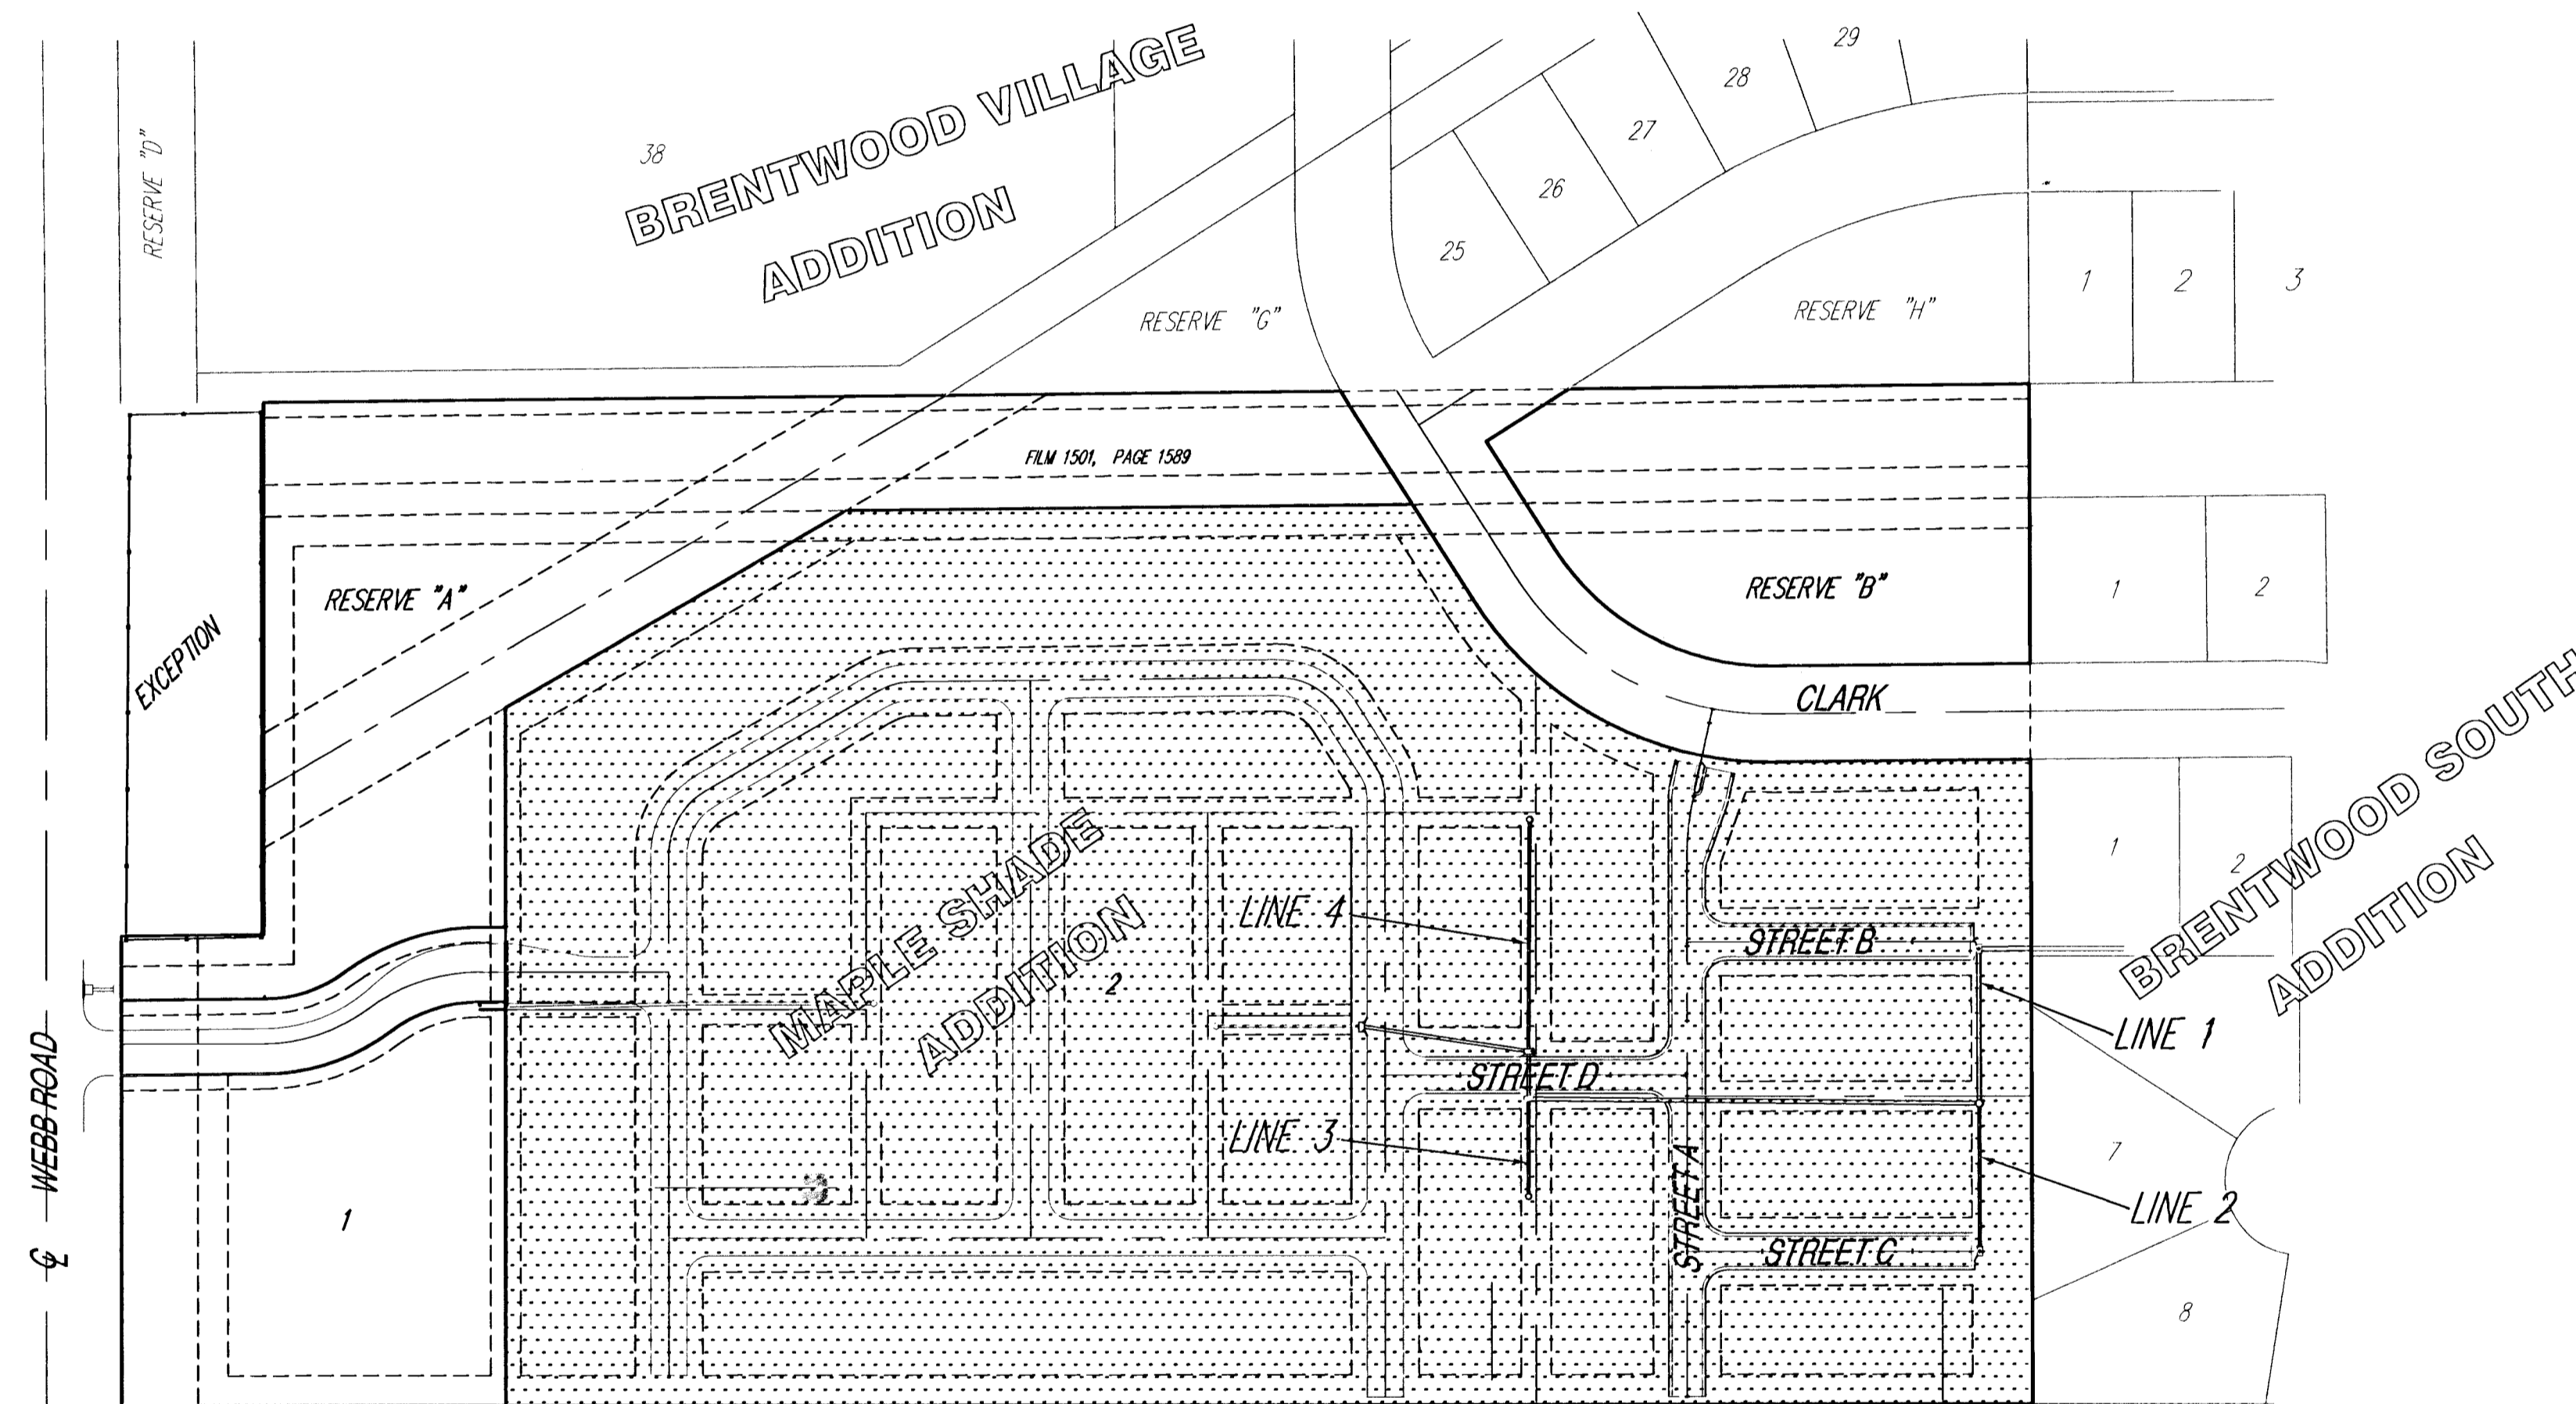 29
28
27
26
25
38
BRENTWOOD VILLAGE
ADDITION
RESERVE "D"
RESERVE "G"
RESERVE "H"
1
2
3
FILM 1501, PAGE 1589
RESERVE "A"
RESERVE "B"
1
2
EXCEPTION
CLARK
BRENTWOOD SOUTH
ADDITION
1
2
MAPLE SHADE
ADDITION
2
LINE 4
STREET B
LINE 1
STREET D
LINE 3
STREET A
7
LINE 2
STREET C
8
1
℄ WEBB ROAD